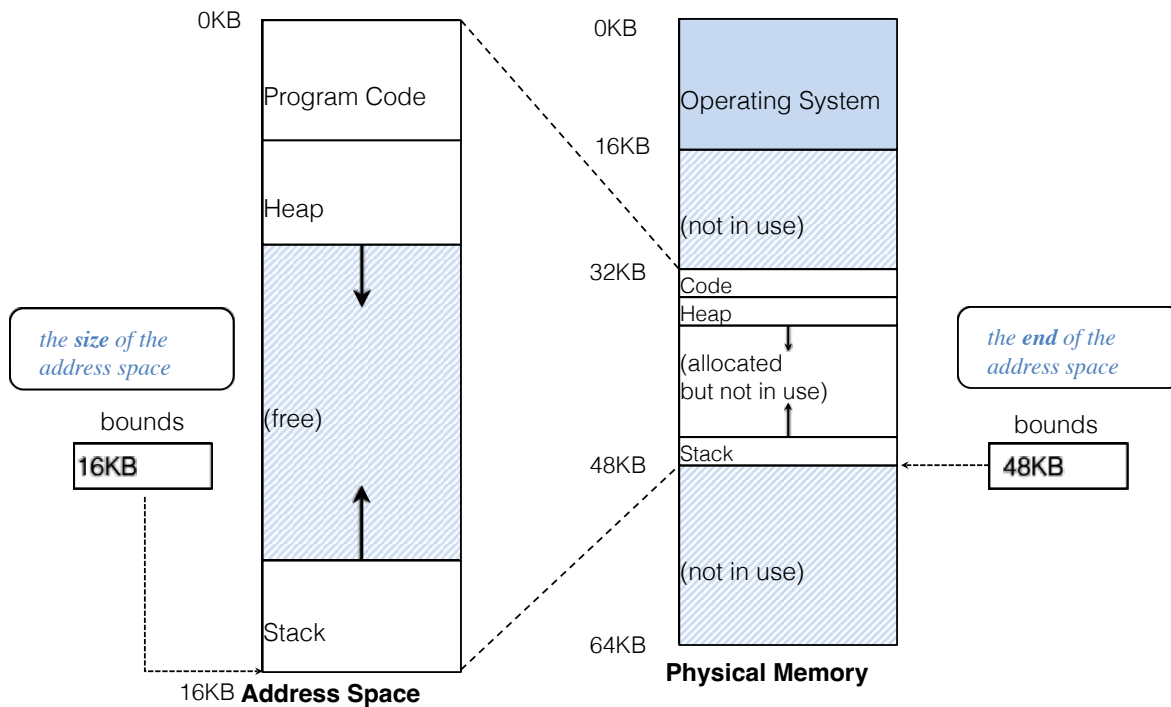 0KB
Program Code
Heap
(free)
Stack
16KB
Address Space
the size of the
address space
bounds
16KB
0KB
Operating System
16KB
(not in use)
32KB
Code
Heap
(allocated
but not in use)
Stack
48KB
(not in use)
64KB
Physical Memory
the end of the
address space
bounds
48KB